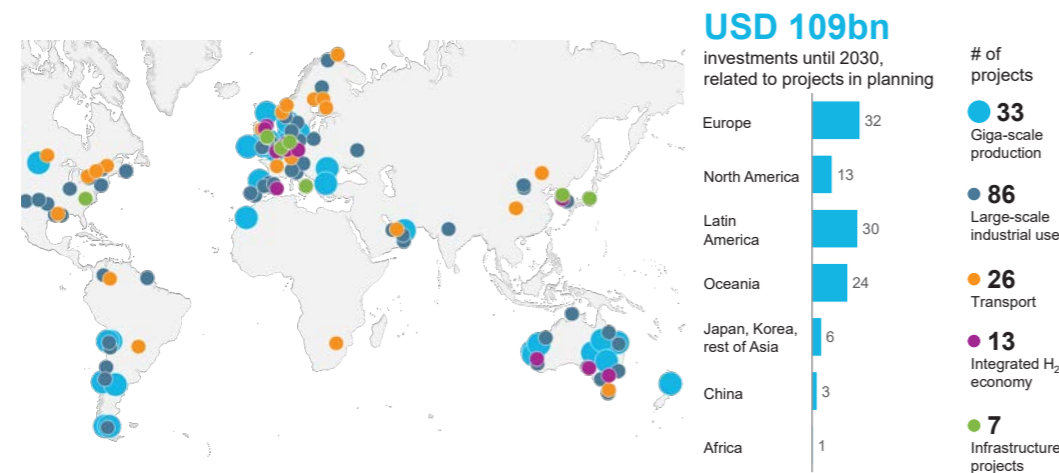 USD 109bn
investments until 2030,
related to projects in planning
Europe
32
North America
13
Latin
America
30
Oceania
24
Japan, Korea,
rest of Asia
6
China
3
Africa
1
# of
projects
33
Giga-scale
production
86
Large-scale
industrial use
26
Transport
13
Integrated H₂
economy
7
Infrastructure
projects